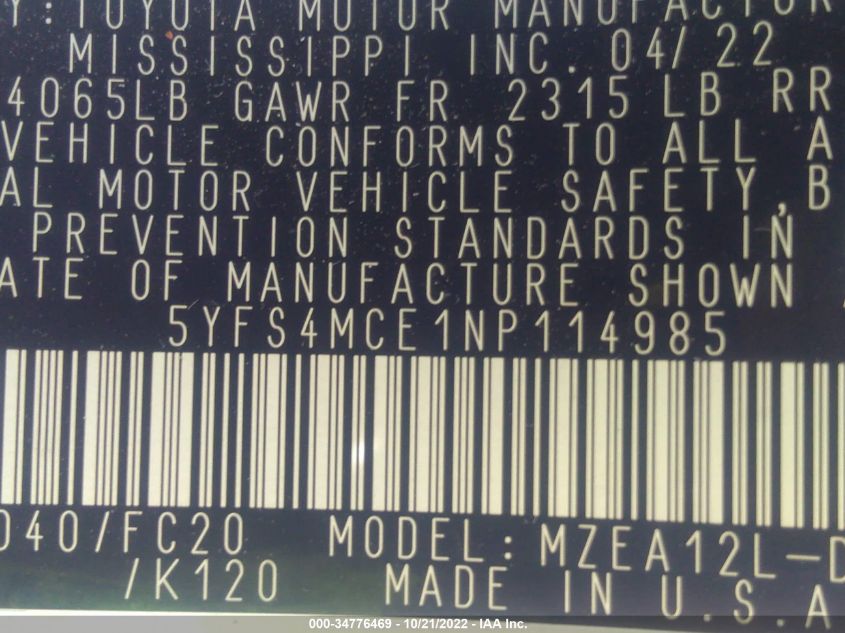 Y: TOYOTA MOTOR MANUFACTUR
MISSISSIPPI INC. 04/22
4065LB GAWR FR 2315 LB RR
VEHICLE CONFORMS TO ALL A
AL MOTOR VEHICLE SAFETY, B
PREVENTION STANDARDS IN
ATE OF MANUFACTURE SHOWN
5YFS4MCE1NP114985
040/FC20 MODEL: MZEA12L-D
/K120 MADE IN U.S.A
000-34776469 - 10/21/2022 - IAA Inc.